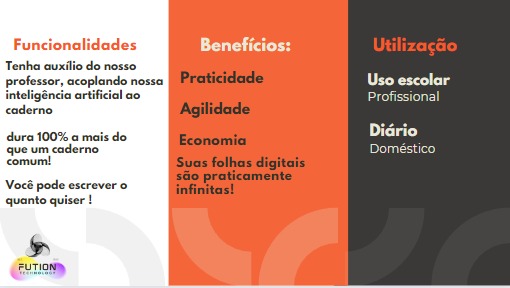 Funcionalidades
Tenha auxílio do nosso
professor, acoplando nossa
inteligência artificial ao
caderno
dura 100% a mais do
que um caderno
comum!
Você pode escrever o
quanto quiser !
FUTION
TECHNOLOGY
Benefícios:
Praticidade
Agilidade
Economia
Suas folhas digitais
são praticamente
infinitas!
Utilização
Uso escolar
Profissional
Diário
Doméstico